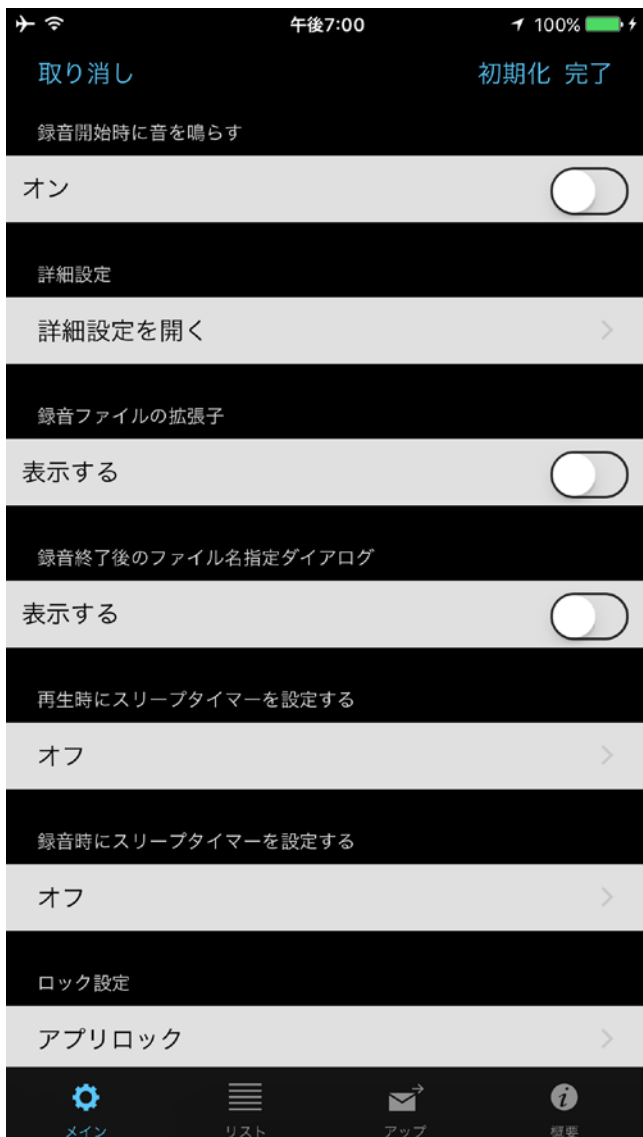 午後7:00 100%
取り消し 初期化 完了
録音開始時に音を鳴らす
オン
詳細設定
詳細設定を開く
録音ファイルの拡張子
表示する
録音終了後のファイル名指定ダイアログ
表示する
再生時にスリープタイマーを設定する
オフ
録音時にスリープタイマーを設定する
オフ
ロック設定
アプリロック
メイン リスト アップ 概要